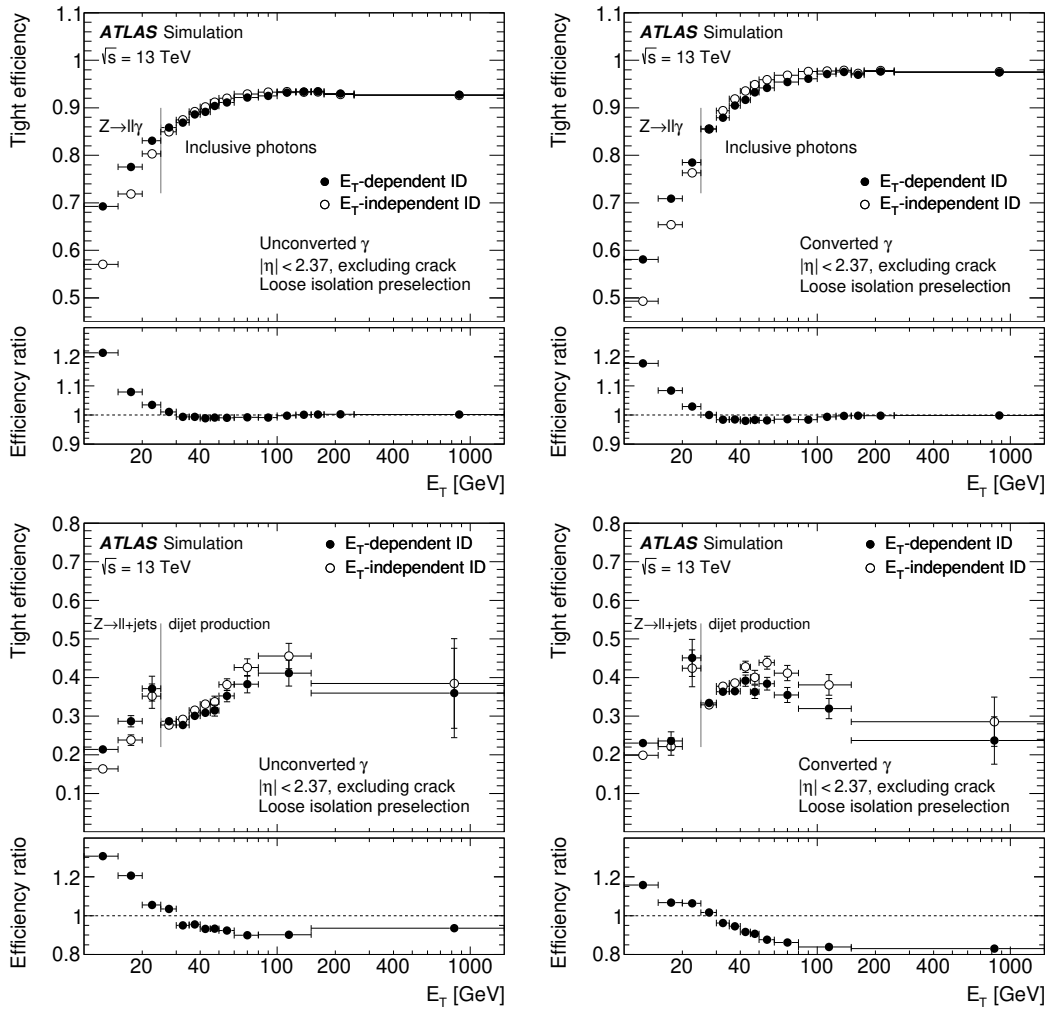 ATLAS Simulation
√s = 13 TeV
Z→llγ
Inclusive photons
E_T-dependent ID
E_T-independent ID
Unconverted γ
|η| < 2.37, excluding crack
Loose isolation preselection
Tight efficiency
1.1
1
0.9
0.8
0.7
0.6
0.5
Efficiency ratio
1.2
1.1
1
0.9
20 40 100 200 400 1000
E_T [GeV]
ATLAS Simulation
√s = 13 TeV
Z→llγ
Inclusive photons
E_T-dependent ID
E_T-independent ID
Converted γ
|η| < 2.37, excluding crack
Loose isolation preselection
Tight efficiency
1.1
1
0.9
0.8
0.7
0.6
0.5
Efficiency ratio
1.2
1.1
1
0.9
20 40 100 200 400 1000
E_T [GeV]
ATLAS Simulation
√s = 13 TeV
E_T-dependent ID
E_T-independent ID
Z→ll+jets
dijet production
Unconverted γ
|η| < 2.37, excluding crack
Loose isolation preselection
Tight efficiency
0.8
0.7
0.6
0.5
0.4
0.3
0.2
0.1
Efficiency ratio
1.2
1
0.8
20 40 100 200 400 1000
E_T [GeV]
ATLAS Simulation
√s = 13 TeV
E_T-dependent ID
E_T-independent ID
Z→ll+jets
dijet production
Converted γ
|η| < 2.37, excluding crack
Loose isolation preselection
Tight efficiency
0.8
0.7
0.6
0.5
0.4
0.3
0.2
0.1
Efficiency ratio
1.2
1
0.8
20 40 100 200 400 1000
E_T [GeV]